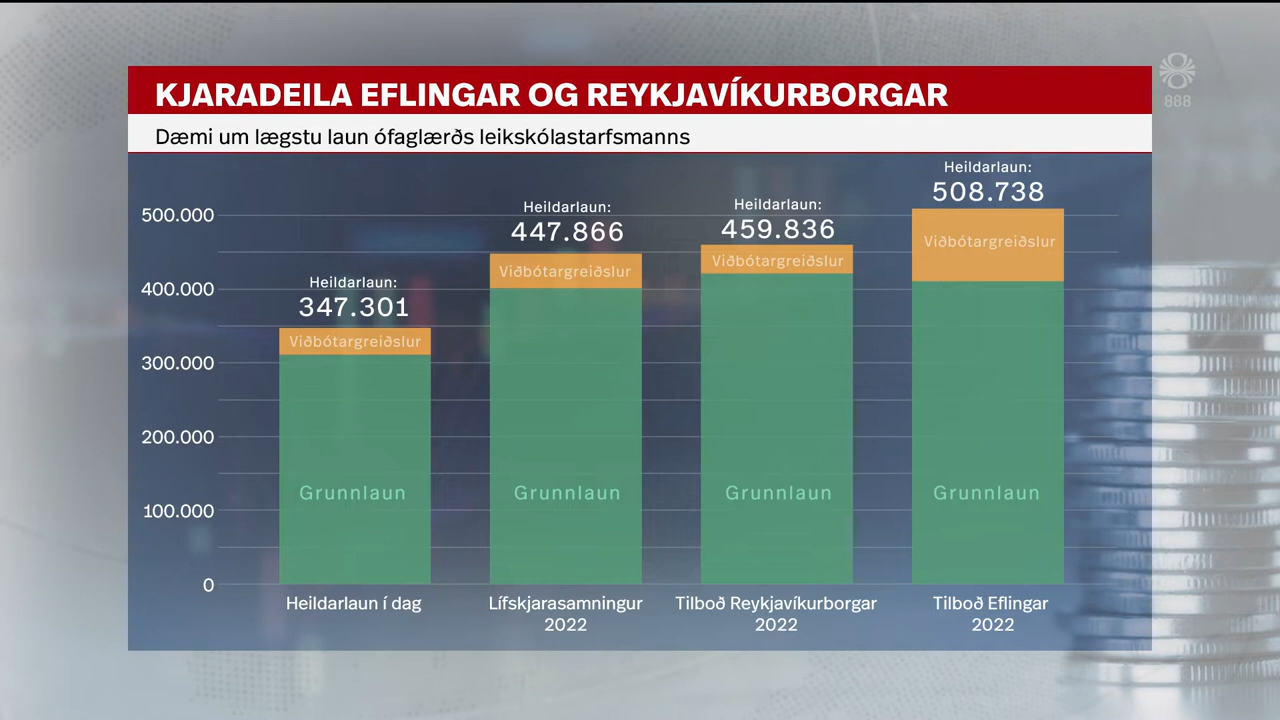 KJARADEILA EFLINGAR OG REYKJAVÍKURBORGAR
888
Dæmi um lægstu laun ófaglærðs leikskólastarfsmanns
500.000
400.000
300.000
200.000
100.000
0
Heildarlaun:
347.301
Viðbótargreiðslur
Grunnlaun
Heildarlaun í dag
Heildarlaun:
447.866
Viðbótargreiðslur
Grunnlaun
Lífskjarasamningur
2022
Heildarlaun:
459.836
Viðbótargreiðslur
Grunnlaun
Tilboð Reykjavíkurborgar
2022
Heildarlaun:
508.738
Viðbótargreiðslur
Grunnlaun
Tilboð Eflingar
2022